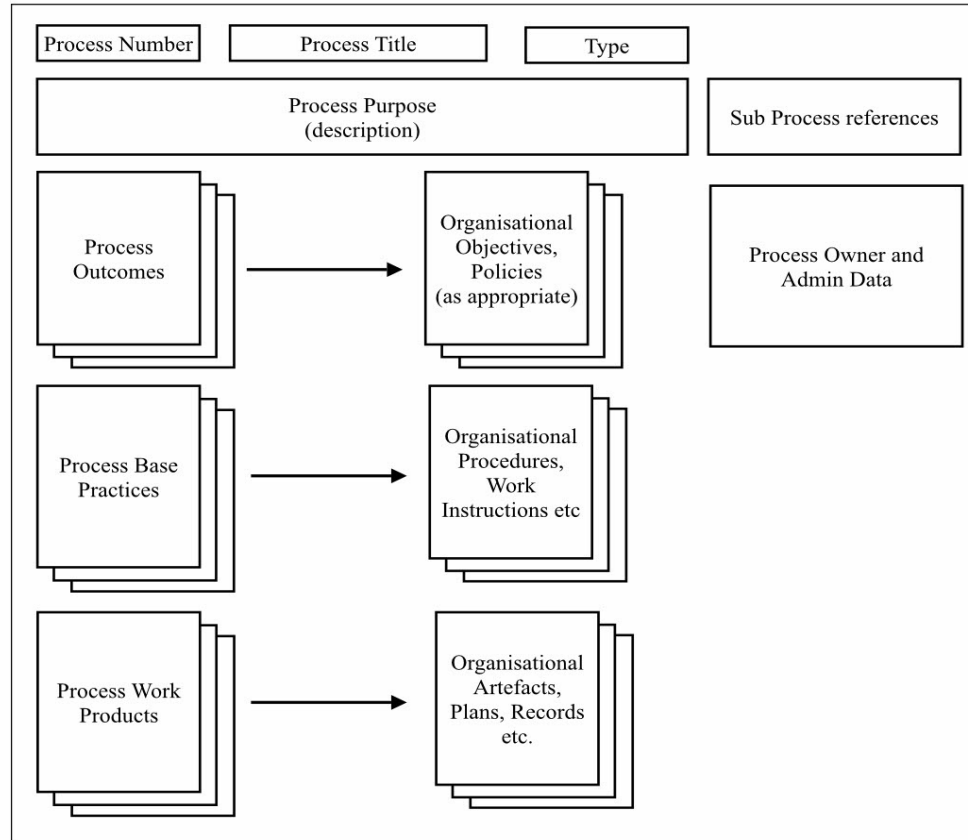 Process Number
Process Title
Type
Process Purpose
(description)
Sub Process references
Process
Outcomes
Organisational
Objectives,
Policies
(as appropriate)
Process Owner and
Admin Data
Process Base
Practices
Organisational
Procedures,
Work
Instructions etc
Process Work
Products
Organisational
Artefacts,
Plans, Records
etc.